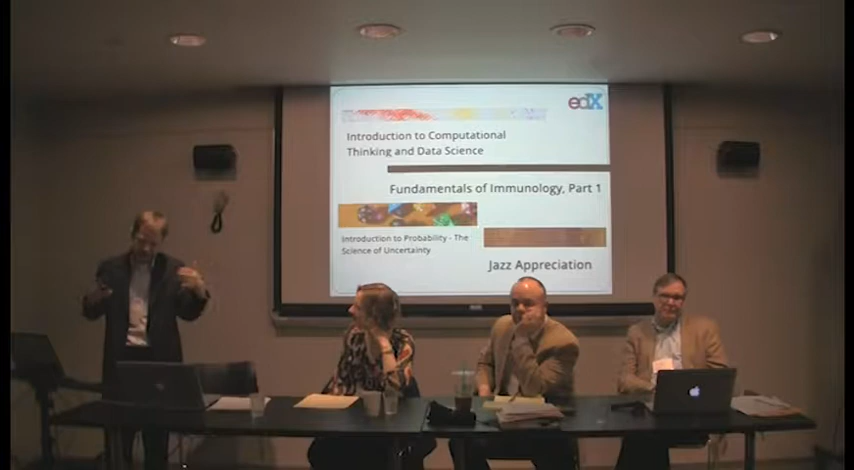 edX
Introduction to Computational
Thinking and Data Science
Fundamentals of Immunology, Part 1
Introduction to Probability - The
Science of Uncertainty
Jazz Appreciation